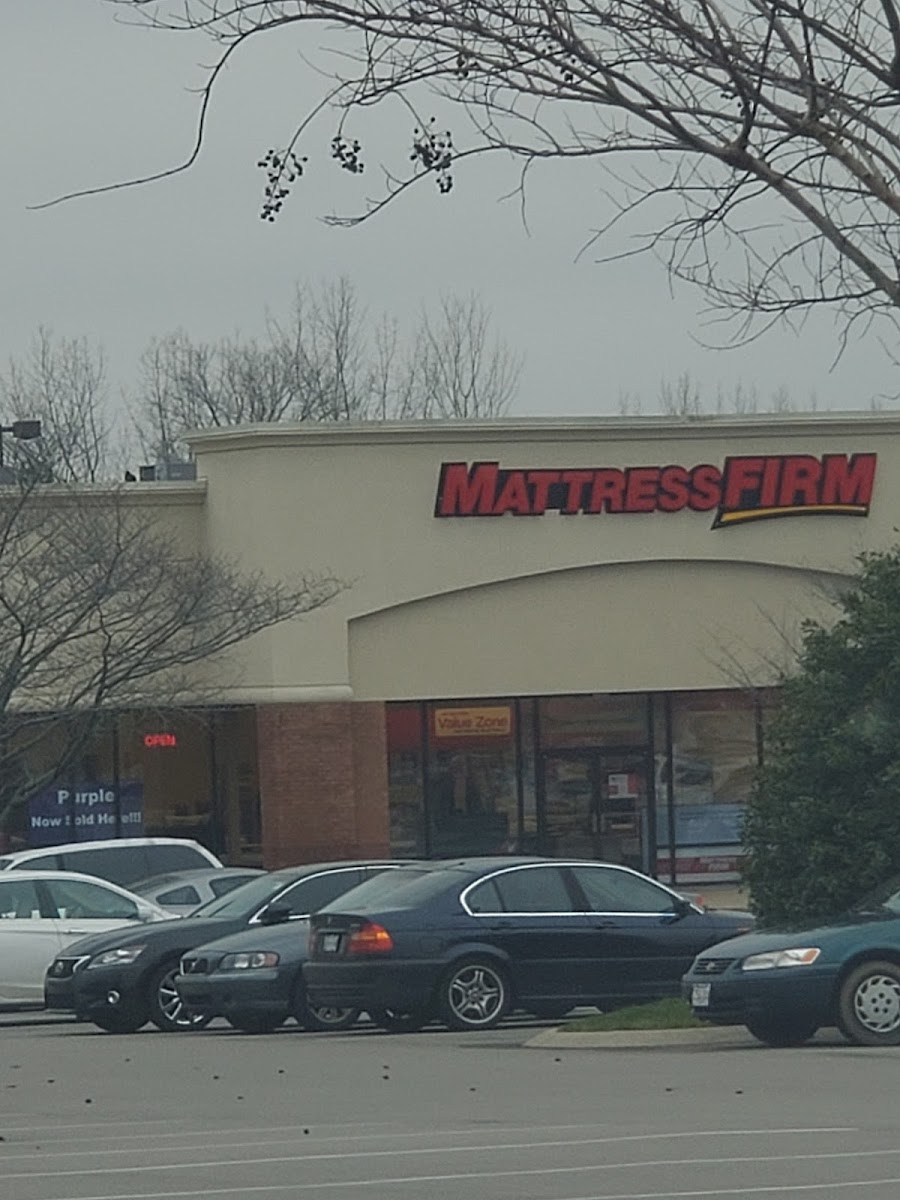 MATTRESSFIRM
Value Zone
OPEN
Purple
Now Sold Here!!!